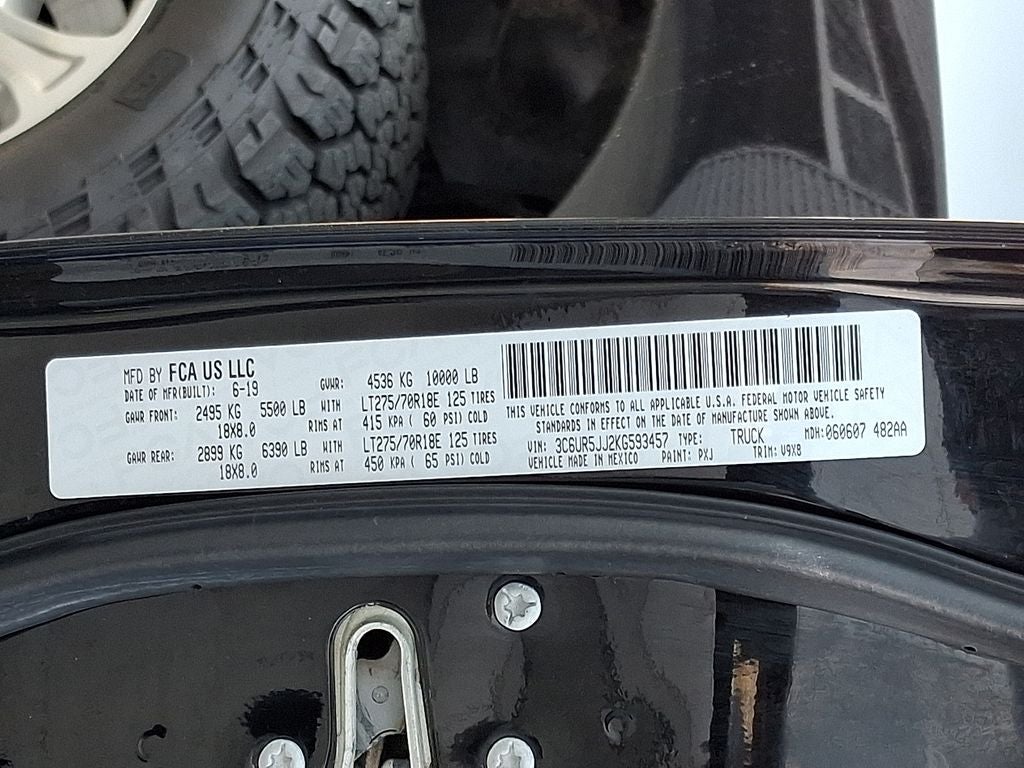 MFD BY FCA US LLC
DATE OF MFR(BUILT): 6-19 GVWR: 4536 KG 10000 LB
GAWR FRONT: 2495 KG 5500 LB WITH LT275/70R18E 125 TIRES
18X8.0 RIMS AT 415 KPA ( 60 PSI) COLD
GAWR REAR: 2899 KG 6390 LB WITH LT275/70R18E 125 TIRES
18X8.0 RIMS AT 450 KPA ( 65 PSI) COLD
THIS VEHICLE CONFORMS TO ALL APPLICABLE U.S.A. FEDERAL MOTOR VEHICLE SAFETY
STANDARDS IN EFFECT ON THE DATE OF MANUFACTURE SHOWN ABOVE.
VIN: 3C6UR5JJ2KG593457 TYPE: TRUCK MDH:060607 482AA
VEHICLE MADE IN MEXICO PAINT: PXJ TRIM: V9X8